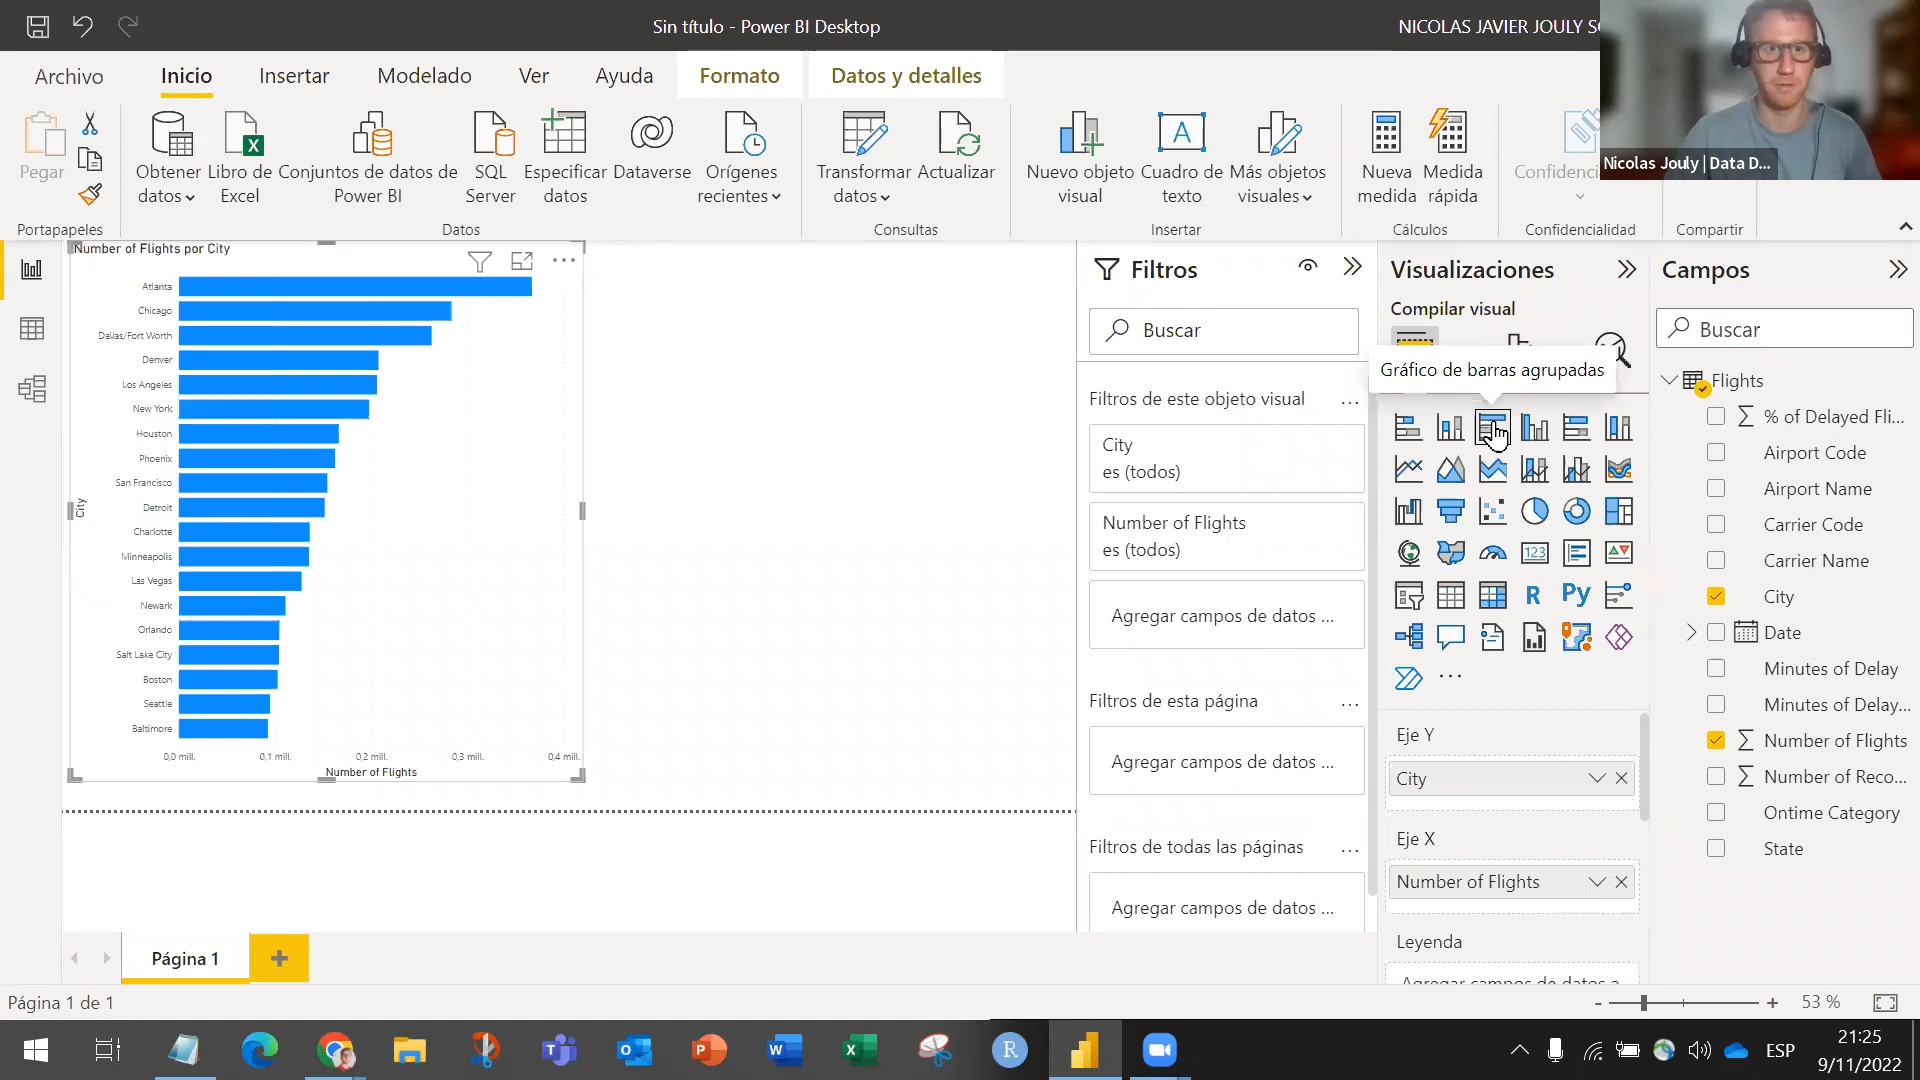 Sin título - Power BI Desktop
NICOLAS JAVIER JOULY
Archivo
Inicio
Insertar
Modelado
Ver
Ayuda
Formato
Datos y detalles
Pegar
Obtener datos
Libro de Excel
Conjuntos de datos de Power BI
SQL Server
Especificar datos
Dataverse
Orígenes recientes
Transformar datos
Actualizar
Nuevo objeto visual
Cuadro de texto
Más objetos visuales
Nueva medida
Medida rápida
Nicolas Jouly | Data D...
Portapapeles
Datos
Consultas
Insertar
Cálculos
Confidencialidad
Compartir
Number of Flights por City
City
Atlanta
Chicago
Dallas/Fort Worth
Denver
Los Angeles
New York
Houston
Phoenix
San Francisco
Detroit
Charlotte
Minneapolis
Las Vegas
Newark
Orlando
Salt Lake City
Boston
Seattle
Baltimore
0,0 mill.
0,1 mill.
0,2 mill.
0,3 mill.
0,4 mill.
Number of Flights
Filtros
Buscar
Filtros de este objeto visual
...
City
es (todos)
Number of Flights
es (todos)
Agregar campos de datos ...
Filtros de esta página
...
Agregar campos de datos ...
Filtros de todas las páginas
...
Agregar campos de datos ...
Visualizaciones
Compilar visual
Gráfico de barras agrupadas
123
R
Py
...
Eje Y
City
Eje X
Number of Flights
Leyenda
Campos
Buscar
Flights
% of Delayed Fli...
Airport Code
Airport Name
Carrier Code
Carrier Name
City
Date
Minutes of Delay
Minutes of Delay...
Number of Flights
Number of Reco...
Ontime Category
State
Página 1
+
Página 1 de 1
- + 53 %
ESP
21:25
9/11/2022